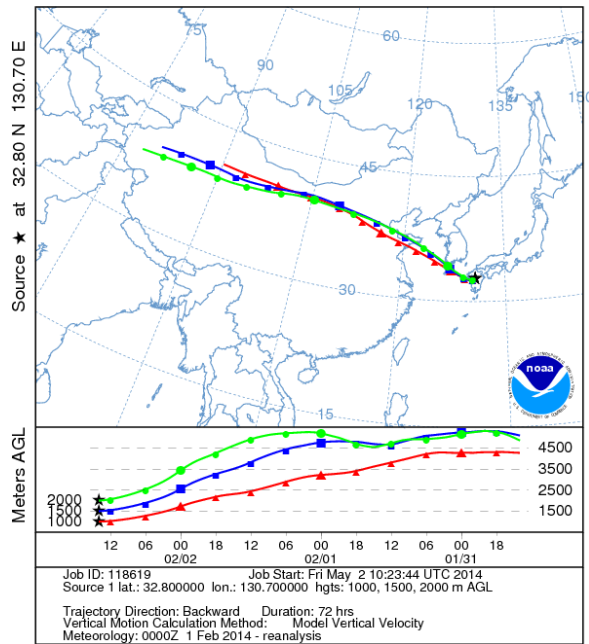 Source ★ at 32.80 N 130.70 E
75
60
90
105
120
135
150
45
30
15
noaa
Meters AGL
4500
3500
2500
1500
2000
1500
1000
12 06 00 18 12 06 00 18 12 06 00 18
02/02 02/01 01/31
Job ID: 118619 Job Start: Fri May 2 10:23:44 UTC 2014
Source 1 lat.: 32.800000 lon.: 130.700000 hgts: 1000, 1500, 2000 m AGL
Trajectory Direction: Backward Duration: 72 hrs
Vertical Motion Calculation Method: Model Vertical Velocity
Meteorology: 0000Z 1 Feb 2014 - reanalysis